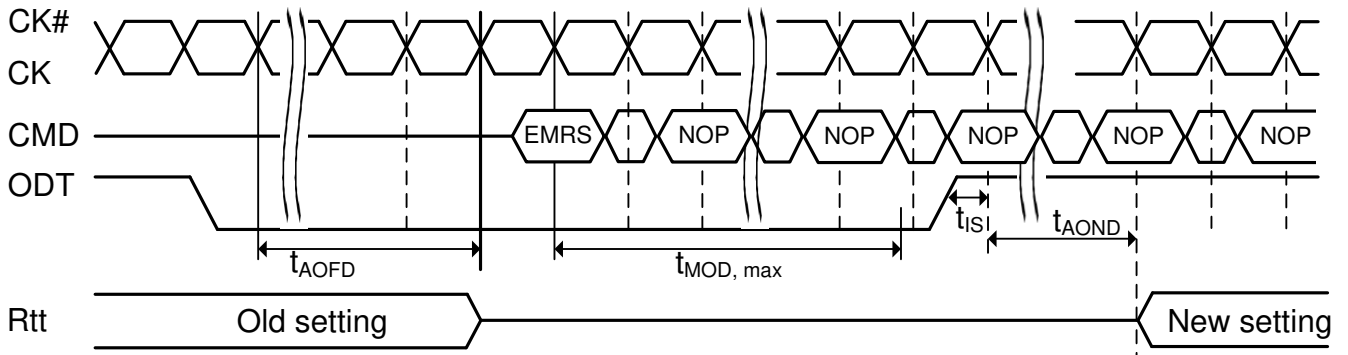 CK#
CK
CMD
EMRS
NOP
NOP
NOP
NOP
NOP
ODT
tIS
tAOFD
tMOD, max
tAOND
Rtt
Old setting
New setting